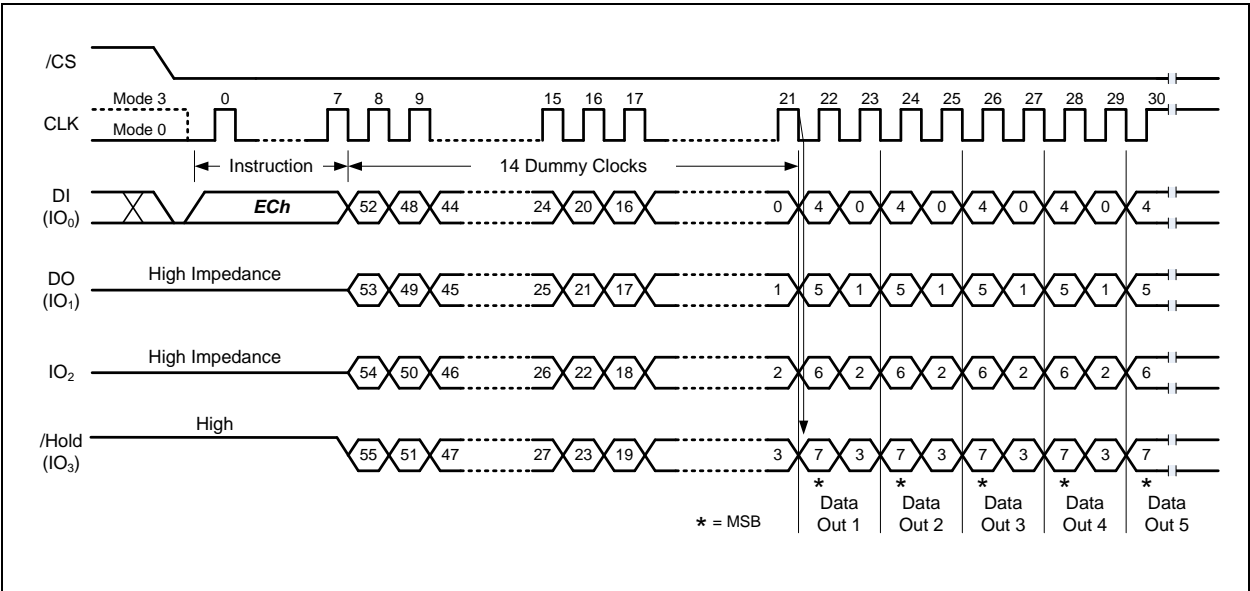 /CS
Mode 3 0 7 8 9 15 16 17 21 22 23 24 25 26 27 28 29 30
CLK
Mode 0
Instruction 14 Dummy Clocks
DI
(IO0) ECh 52 48 44 24 20 16 0 4 0 4 0 4 0 4 0 4
High Impedance
DO
(IO1) 53 49 45 25 21 17 1 5 1 5 1 5 1 5 1 5
High Impedance
IO2 54 50 46 26 22 18 2 6 2 6 2 6 2 6 2 6
High
/Hold
(IO3) 55 51 47 27 23 19 3 7 3 7 3 7 3 7 3 7
* * * * *
Data Data Data Data Data
* = MSB Out 1 Out 2 Out 3 Out 4 Out 5